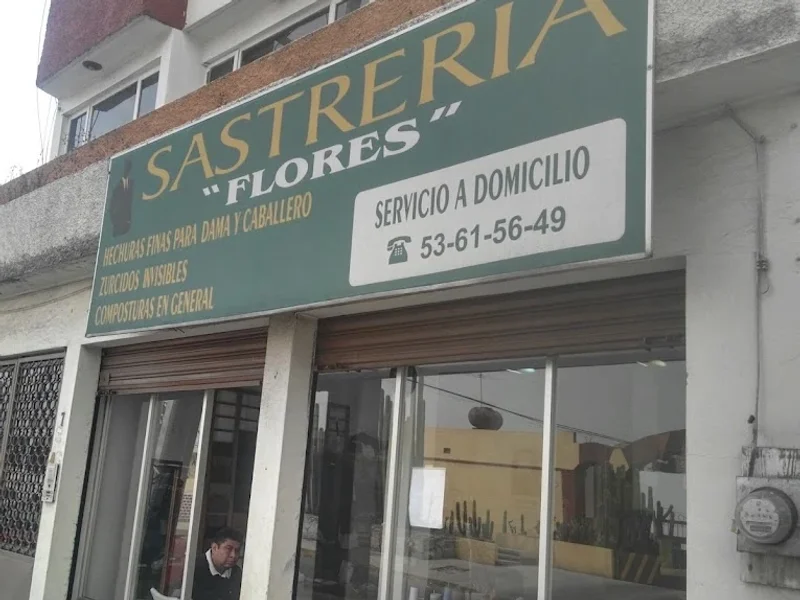 SASTRERIA
"FLORES"
HECHURAS FINAS PARA DAMA Y CABALLERO
ZURCIDOS INVISIBLES
COMPOSTURAS EN GENERAL
SERVICIO A DOMICILIO
53-61-56-49